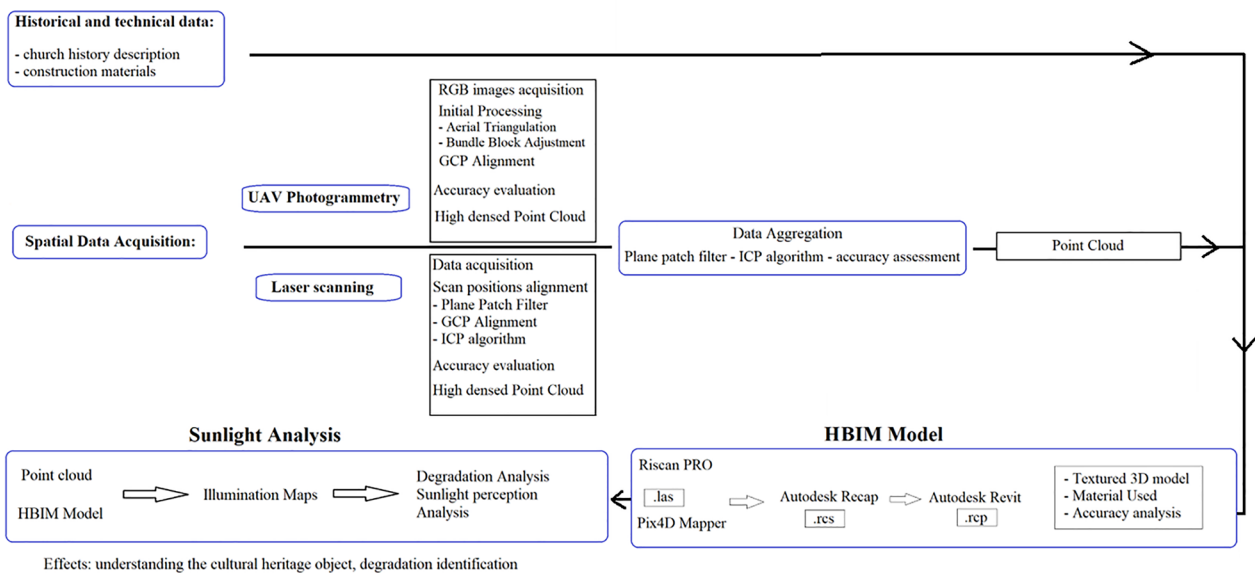 Historical and technical data:
- church history description
- construction materials
RGB images acquisition
Initial Processing
- Aerial Triangulation
- Bundle Block Adjustment
GCP Alignment
Accuracy evaluation
High densed Point Cloud
UAV Photogrammetry
Spatial Data Acquisition:
Laser scanning
Data acquisition
Scan positions alignment
- Plane Patch Filter
- GCP Alignment
- ICP algorithm
Accuracy evaluation
High densed Point Cloud
Data Aggregation
Plane patch filter - ICP algorithm - accuracy assessment
Point Cloud
Sunlight Analysis
Point cloud
HBIM Model
Illumination Maps
Degradation Analysis
Sunlight perception
Analysis
HBIM Model
Riscan PRO
.las
Pix4D Mapper
Autodesk Recap
.rcs
Autodesk Revit
.rcp
- Textured 3D model
- Material Used
- Accuracy analysis
Effects: understanding the cultural heritage object, degradation identification